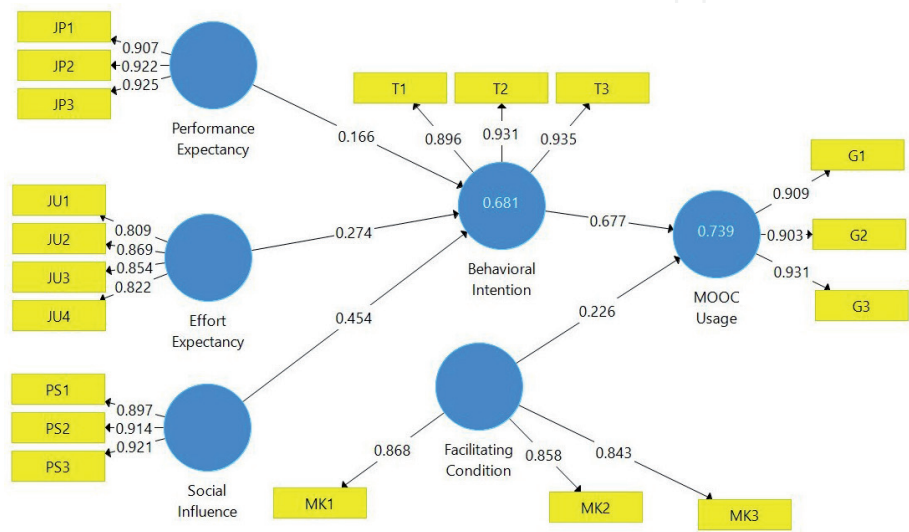 JP1
0.907
JP2
0.922
JP3
0.925
Performance
Expectancy
0.166
T1
T2
T3
0.896
0.931
0.935
JU1
0.809
JU2
0.869
JU3
0.854
JU4
0.822
Effort
Expectancy
0.274
0.681
Behavioral
Intention
0.677
0.739
MOOC
Usage
G1
0.909
0.903
G2
0.931
G3
0.454
0.226
PS1
0.897
PS2
0.914
PS3
0.921
Social
Influence
Facilitating
Condition
0.868
0.858
0.843
MK1
MK2
MK3